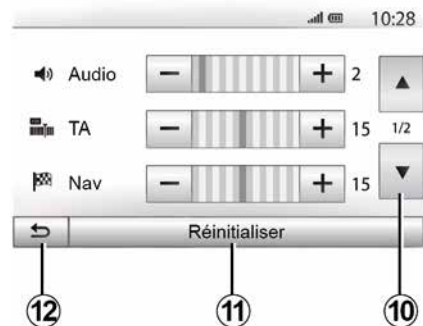 10:28
Audio − + 2
TA − + 15 1/2
Nav − + 15
Réinitialiser
12 11 10